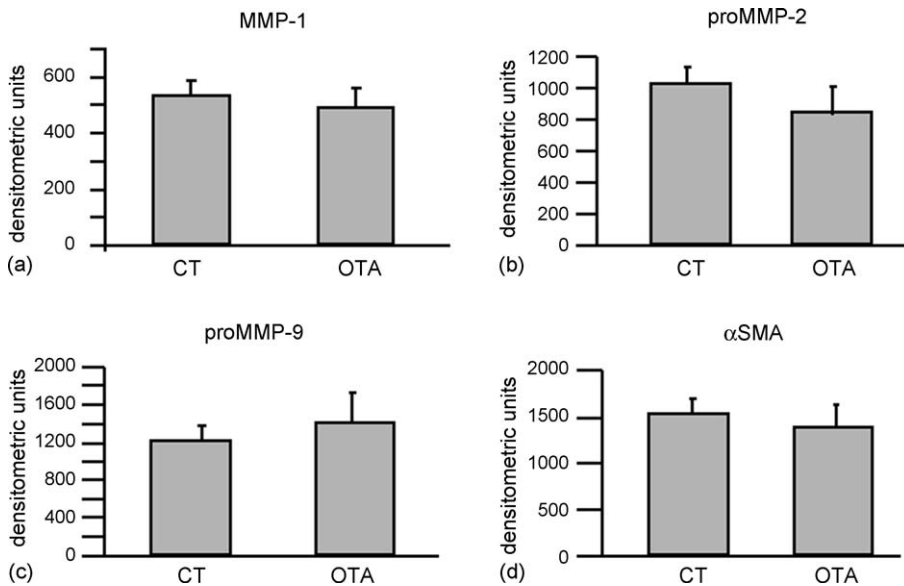 MMP-1
densitometric units
600
400
200
0
CT OTA
(a)
proMMP-2
densitometric units
1200
1000
800
600
400
200
0
CT OTA
(b)
proMMP-9
densitometric units
2000
1600
1200
800
400
0
CT OTA
(c)
αSMA
densitometric units
2000
1500
1000
500
0
CT OTA
(d)